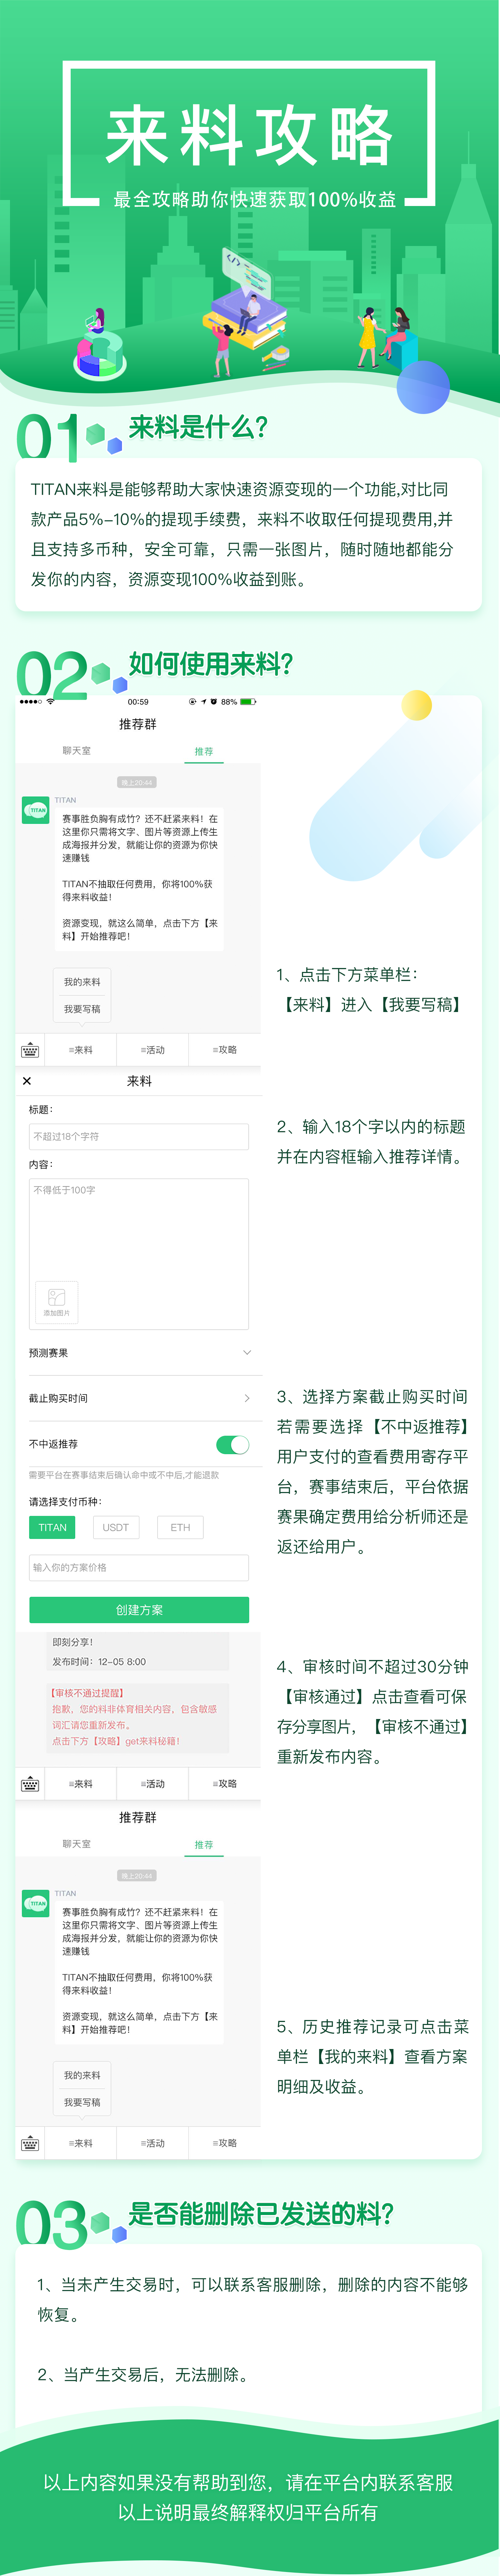 来料攻略
最全攻略助你快速获取100%收益
01 来料是什么?
TITAN来料是能够帮助大家快速资源变现的一个功能,对比同
款产品5%-10%的提现手续费，来料不收取任何提现费用,并
且支持多币种，安全可靠，只需一张图片，随时随地都能分
发你的内容，资源变现100%收益到账。
02 如何使用来料?
00:59 88%
推荐群
聊天室 推荐
晚上20:44
TITAN
TITAN
赛事胜负胸有成竹？还不赶紧来料！在
这里你只需将文字、图片等资源上传生
成海报并分发，就能让你的资源为你快
速赚钱
TITAN不抽取任何费用，你将100%获
得来料收益！
资源变现，就这么简单，点击下方【来
料】开始推荐吧！
我的来料
我要写稿
≡来料 ≡活动 ≡攻略
1、点击下方菜单栏：
【来料】进入【我要写稿】
× 来料
标题：
不超过18个字符
内容：
不得低于100字
添加图片
2、输入18个字以内的标题
并在内容框输入推荐详情。
预测赛果
截止购买时间
不中返推荐
需要平台在赛事结束后确认命中或不中后,才能退款
请选择支付币种：
TITAN USDT ETH
输入你的方案价格
创建方案
3、选择方案截止购买时间
若需要选择【不中返推荐】
用户支付的查看费用寄存平
台，赛事结束后，平台依据
赛果确定费用给分析师还是
返还给用户。
即刻分享！
发布时间：12-05 8:00
【审核不通过提醒】
抱歉，您的料非体育相关内容，包含敏感
词汇请您重新发布。
点击下方【攻略】get来料秘籍！
≡来料 ≡活动 ≡攻略
4、审核时间不超过30分钟
【审核通过】点击查看可保
存分享图片，【审核不通过】
重新发布内容。
推荐群
聊天室 推荐
晚上20:44
TITAN
TITAN
赛事胜负胸有成竹？还不赶紧来料！在
这里你只需将文字、图片等资源上传生
成海报并分发，就能让你的资源为你快
速赚钱
TITAN不抽取任何费用，你将100%获
得来料收益！
资源变现，就这么简单，点击下方【来
料】开始推荐吧！
我的来料
我要写稿
≡来料 ≡活动 ≡攻略
5、历史推荐记录可点击菜
单栏【我的来料】查看方案
明细及收益。
03 是否能删除已发送的料?
1、当未产生交易时，可以联系客服删除，删除的内容不能够
恢复。
2、当产生交易后，无法删除。
以上内容如果没有帮助到您，请在平台内联系客服
以上说明最终解释权归平台所有